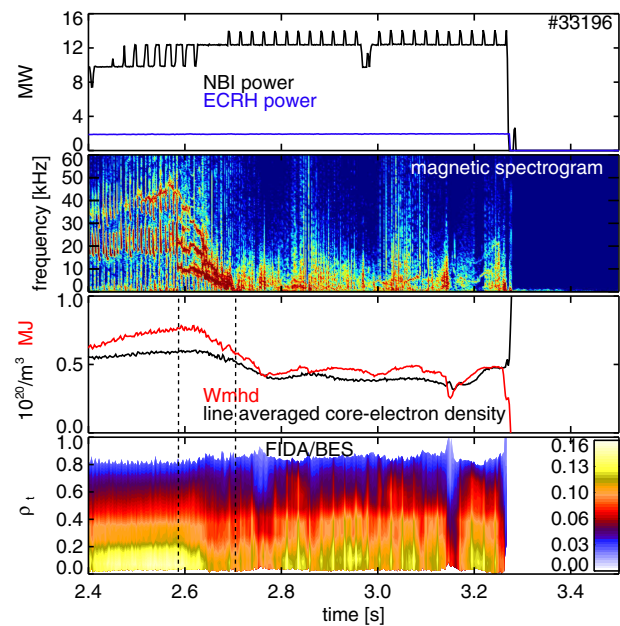 #33196
16
12
8
4
0
MW
NBI power
ECRH power
magnetic spectrogram
60
50
40
30
20
10
0
frequency [kHz]
1.0
0.5
0.0
10²⁰/m³ MJ
Wmhd
line averaged core-electron density
FIDA/BES
1.0
0.8
0.6
0.4
0.2
0.0
ρ t
0.16
0.13
0.10
0.06
0.03
0.00
2.4 2.6 2.8 3.0 3.2 3.4
time [s]